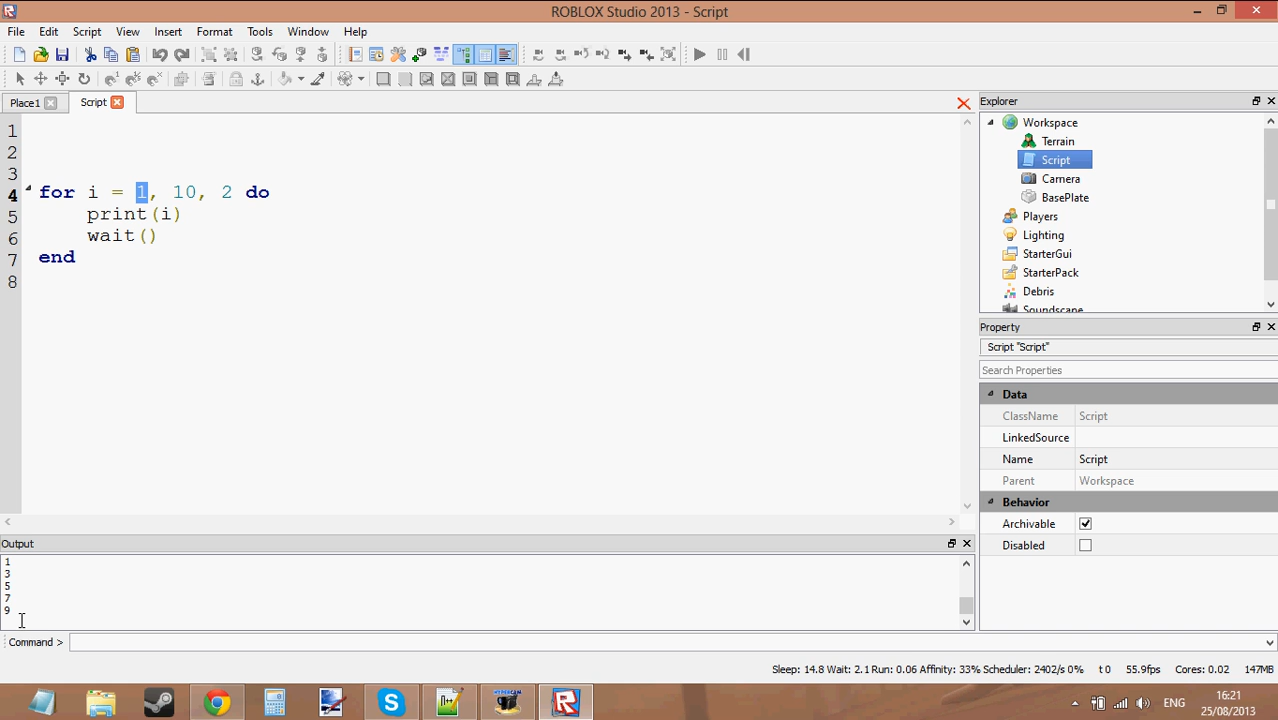 ROBLOX Studio 2013 - Script
File Edit Script View Insert Format Tools Window Help
Place1 Script
Explorer
Workspace
Terrain
Script
Camera
BasePlate
Players
Lighting
StarterGui
StarterPack
Debris
Soundscape
1
2
3
4 for i = 1, 10, 2 do
5 print(i)
6 wait()
7 end
8
Property
Script "Script"
Search Properties
Data
ClassName Script
LinkedSource
Name Script
Parent Workspace
Behavior
Archivable
Disabled
Output
1
3
5
7
9
Command >
Sleep: 14.8 Wait: 2.1 Run: 0.06 Affinity: 33% Scheduler: 2402/s 0% t 0 55.9fps Cores: 0.02 147MB
ENG
16:21
25/08/2013